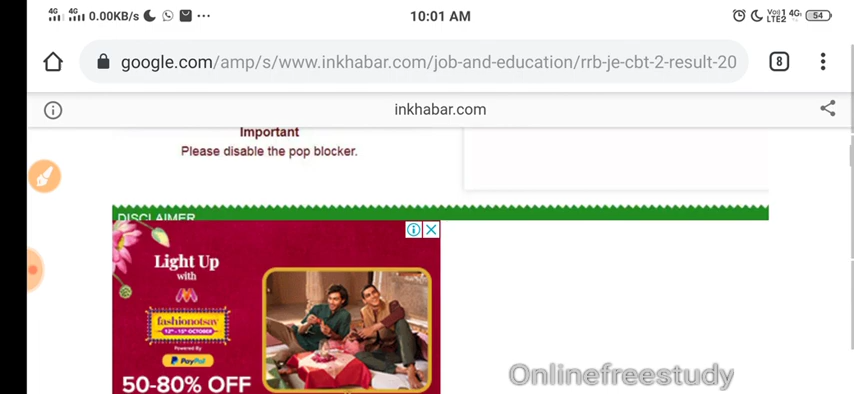 4G 4G 0.00KB/s ... 10:01 AM Vo) 1 LTE2 4G 54
google.com/amp/s/www.inkhabar.com/job-and-education/rrb-je-cbt-2-result-20 8
inkhabar.com
Important
Please disable the pop blocker.
DISCLAIMER
Light Up
with
fashionotsav
12th - 15th OCTOBER
Powered By
PayPal
50-80% OFF
Onlinefreestudy